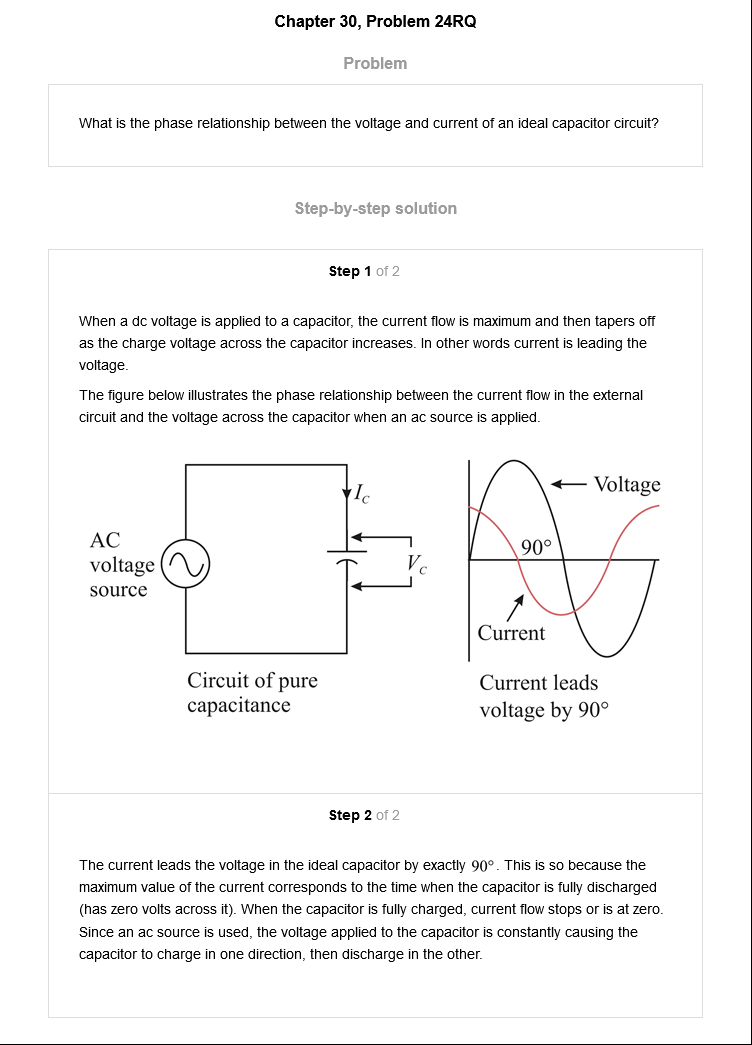 Chapter 30, Problem 24RQ
Problem
What is the phase relationship between the voltage and current of an ideal capacitor circuit?
Step-by-step solution
Step 1 of 2
When a dc voltage is applied to a capacitor, the current flow is maximum and then tapers off
as the charge voltage across the capacitor increases. In other words current is leading the
voltage.
The figure below illustrates the phase relationship between the current flow in the external
circuit and the voltage across the capacitor when an ac source is applied.
AC
voltage
source
I_C
V_C
Circuit of pure
capacitance
Voltage
90°
Current
Current leads
voltage by 90°
Step 2 of 2
The current leads the voltage in the ideal capacitor by exactly 90°. This is so because the
maximum value of the current corresponds to the time when the capacitor is fully discharged
(has zero volts across it). When the capacitor is fully charged, current flow stops or is at zero.
Since an ac source is used, the voltage applied to the capacitor is constantly causing the
capacitor to charge in one direction, then discharge in the other.